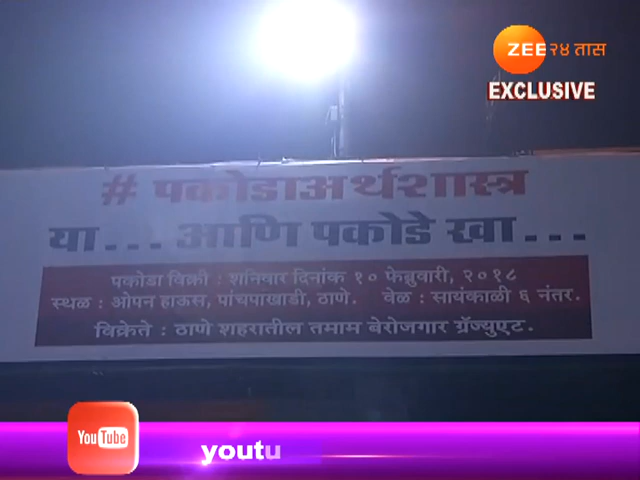 ZEE २४ तास
EXCLUSIVE
# पकोडाअर्थशास्त्र
या... आणि पकोडे खा...
पकोडा विक्री : शनिवार दिनांक १० फेब्रुवारी, २०१८
स्थळ : ओपन हाऊस, पांचपाखाडी, ठाणे. वेळ : सायंकाळी ६ नंतर.
विक्रेते : ठाणे शहरातील तमाम बेरोजगार ग्रॅज्युएट.
YouTube
youtu